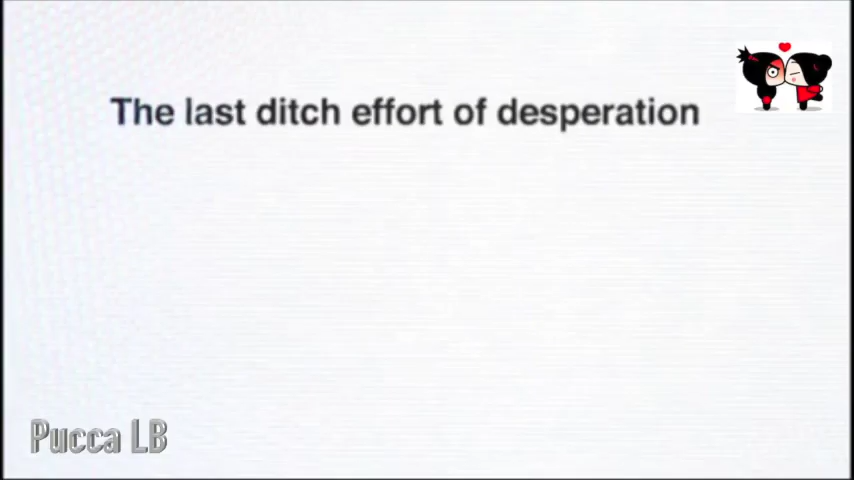 The last ditch effort of desperation
Pucca LB